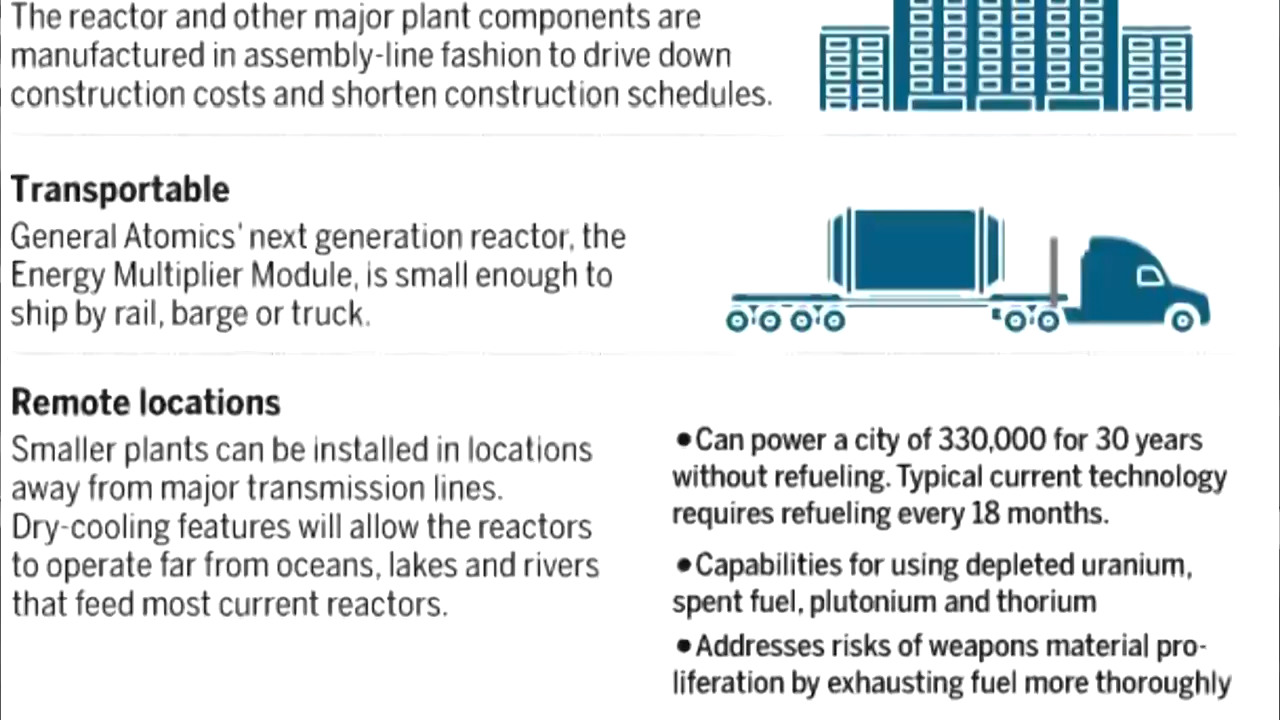 The reactor and other major plant components are
manufactured in assembly-line fashion to drive down
construction costs and shorten construction schedules.
Transportable
General Atomics' next generation reactor, the
Energy Multiplier Module, is small enough to
ship by rail, barge or truck.
Remote locations
Smaller plants can be installed in locations
away from major transmission lines.
Dry-cooling features will allow the reactors
to operate far from oceans, lakes and rivers
that feed most current reactors.
•Can power a city of 330,000 for 30 years
without refueling. Typical current technology
requires refueling every 18 months.
•Capabilities for using depleted uranium,
spent fuel, plutonium and thorium
•Addresses risks of weapons material pro-
liferation by exhausting fuel more thoroughly